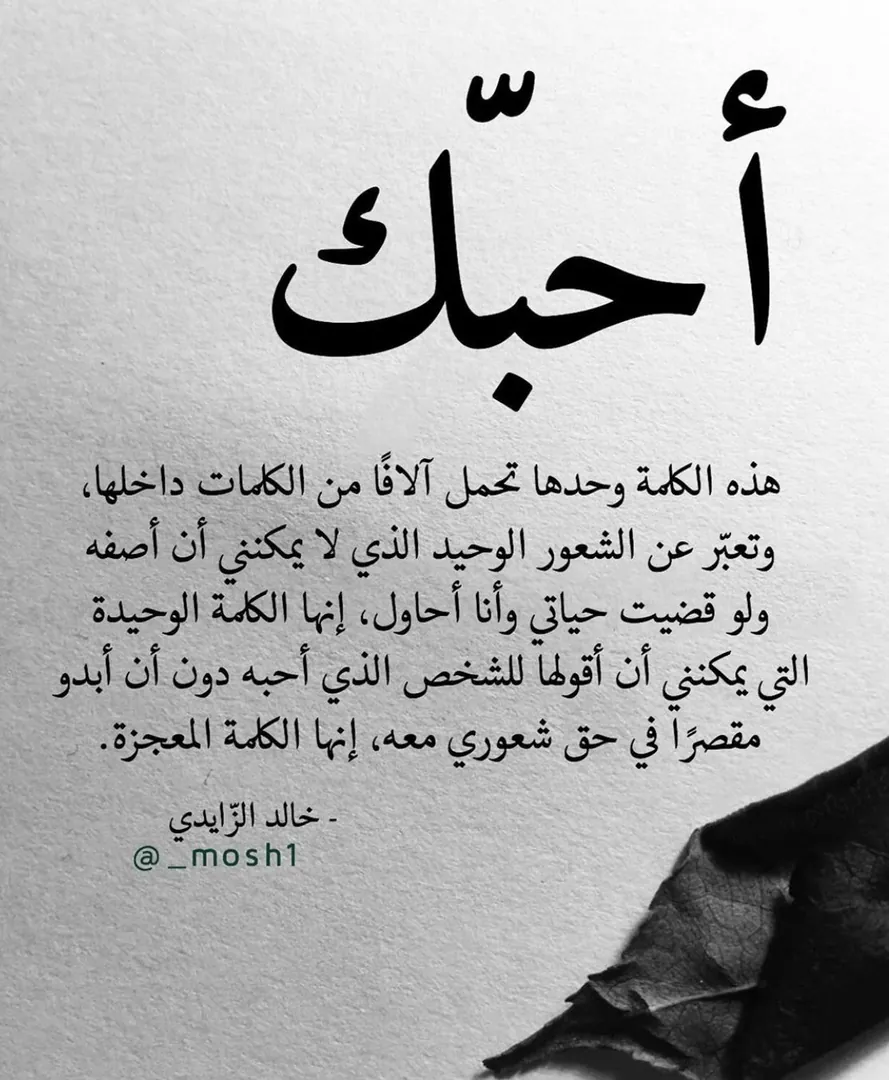 أحبّك
هذه الكلمة وحدها تحمل آلافًا من الكلمات داخلها،
وتعبّر عن الشعور الوحيد الذي لا يمكنني أن أصفه
ولو قضيت حياتي وأنا أحاول، إنها الكلمة الوحيدة
التي يمكنني أن أقولها للشخص الذي أحبه دون أن أبدو
مقصرًا في حق شعوري معه، إنها الكلمة المعجزة.
- خالد الزّايدي
@_mosh1